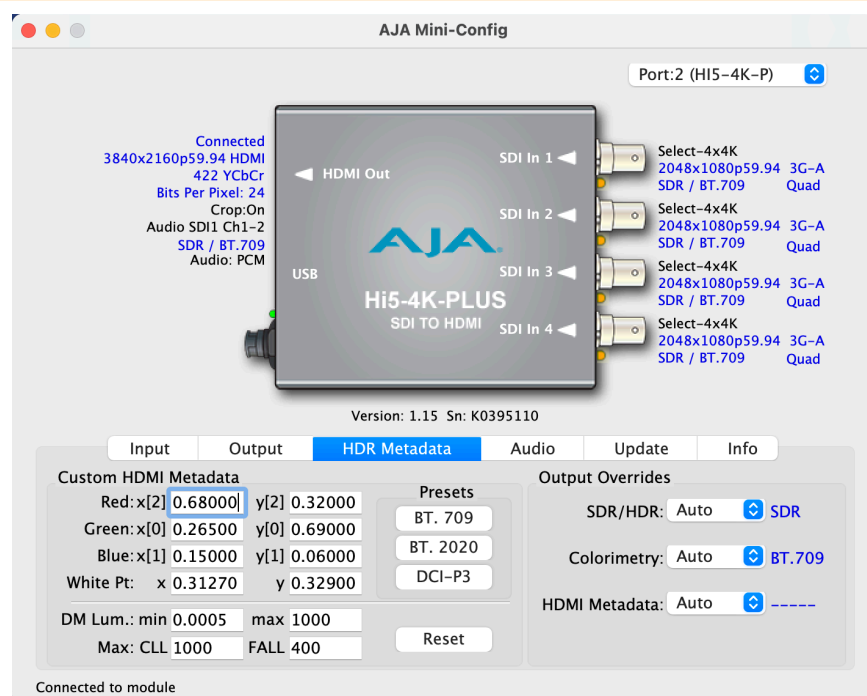 AJA Mini-Config
Port:2 (HI5-4K-P)
Connected
3840x2160p59.94 HDMI
422 YCbCr
Bits Per Pixel: 24
Crop:On
Audio SDI1 Ch1-2
SDR / BT.709
Audio: PCM
HDMI Out
USB
AJA
Hi5-4K-PLUS
SDI TO HDMI
SDI In 1
SDI In 2
SDI In 3
SDI In 4
Select-4x4K
2048x1080p59.94 3G-A
SDR / BT.709 Quad
Select-4x4K
2048x1080p59.94 3G-A
SDR / BT.709 Quad
Select-4x4K
2048x1080p59.94 3G-A
SDR / BT.709 Quad
Select-4x4K
2048x1080p59.94 3G-A
SDR / BT.709 Quad
Version: 1.15 Sn: K0395110
Input Output HDR Metadata Audio Update Info
Custom HDMI Metadata
Red: x[2] 0.68000 y[2] 0.32000
Green: x[0] 0.26500 y[0] 0.69000
Blue: x[1] 0.15000 y[1] 0.06000
White Pt: x 0.31270 y 0.32900
DM Lum.: min 0.0005 max 1000
Max: CLL 1000 FALL 400
Presets
BT. 709
BT. 2020
DCI-P3
Reset
Output Overrides
SDR/HDR: Auto SDR
Colorimetry: Auto BT.709
HDMI Metadata: Auto -----
Connected to module